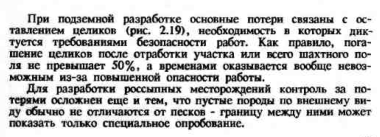 При подземной разработке основные потери связаны с ос-
тавлением целиков (рис. 2.19), необходимость в которых дик-
туется требованиями безопасности работ. Как правило, пога-
шение целиков после отработки участка или всего шахтного по-
ля не превышает 50%, а временами оказывается вообще невоз-
можным из-за повышенной опасности работы.
Для разработки россыпных месторождений контроль за по-
терями осложнен еще и тем, что пустые породы по внешнему ви-
ду обычно не отличаются от песков - границу между ними может
показать только специальное опробование.